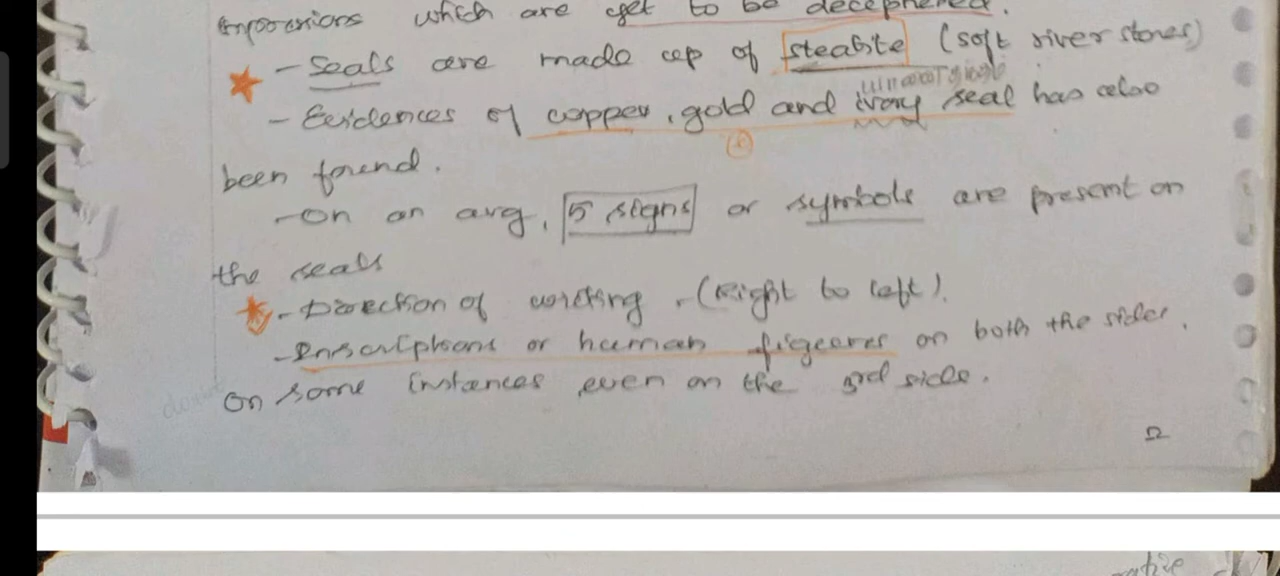 which are yet to be deciphered.
- Seals are made up of steatite (soft river stones)
- Evidences of copper, gold and ivory seal has also
been found.
- On an avg, 5 signs or symbols are present on
the seals
- Direction of writing. (Right to left).
- Inscriptions or human figures on both the sides,
on some instances even on the 3rd side.